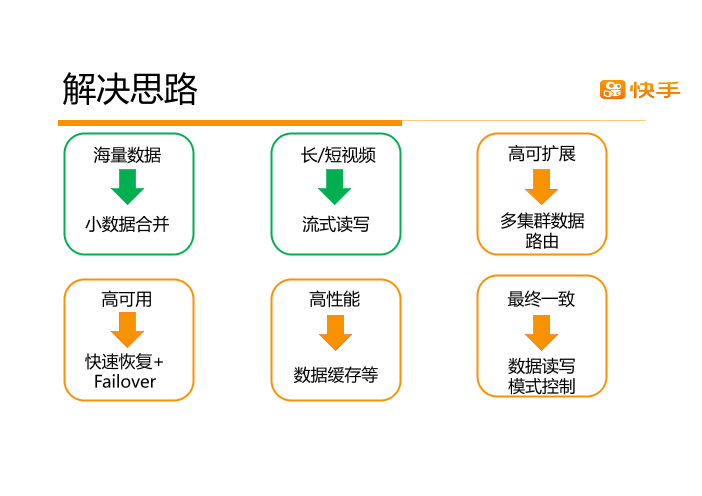 解决思路
快手
海量数据
小数据合并
长/短视频
流式读写
高可扩展
多集群数据
路由
高可用
快速恢复+
Failover
高性能
数据缓存等
最终一致
数据读写
模式控制